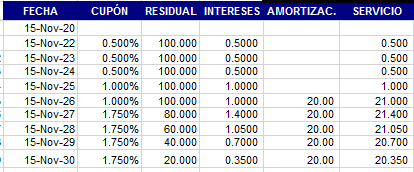 FECHA CUPÓN RESIDUAL INTERESES AMORTIZAC. SERVICIO
15-Nov-20
15-Nov-22 0.500% 100.000 0.5000 0.500
15-Nov-23 0.500% 100.000 0.5000 0.500
15-Nov-24 0.500% 100.000 0.5000 0.500
15-Nov-25 1.000% 100.000 1.0000 1.000
15-Nov-26 1.000% 100.000 1.0000 20.00 21.000
15-Nov-27 1.750% 80.000 1.4000 20.00 21.400
15-Nov-28 1.750% 60.000 1.0500 20.00 21.050
15-Nov-29 1.750% 40.000 0.7000 20.00 20.700
15-Nov-30 1.750% 20.000 0.3500 20.00 20.350